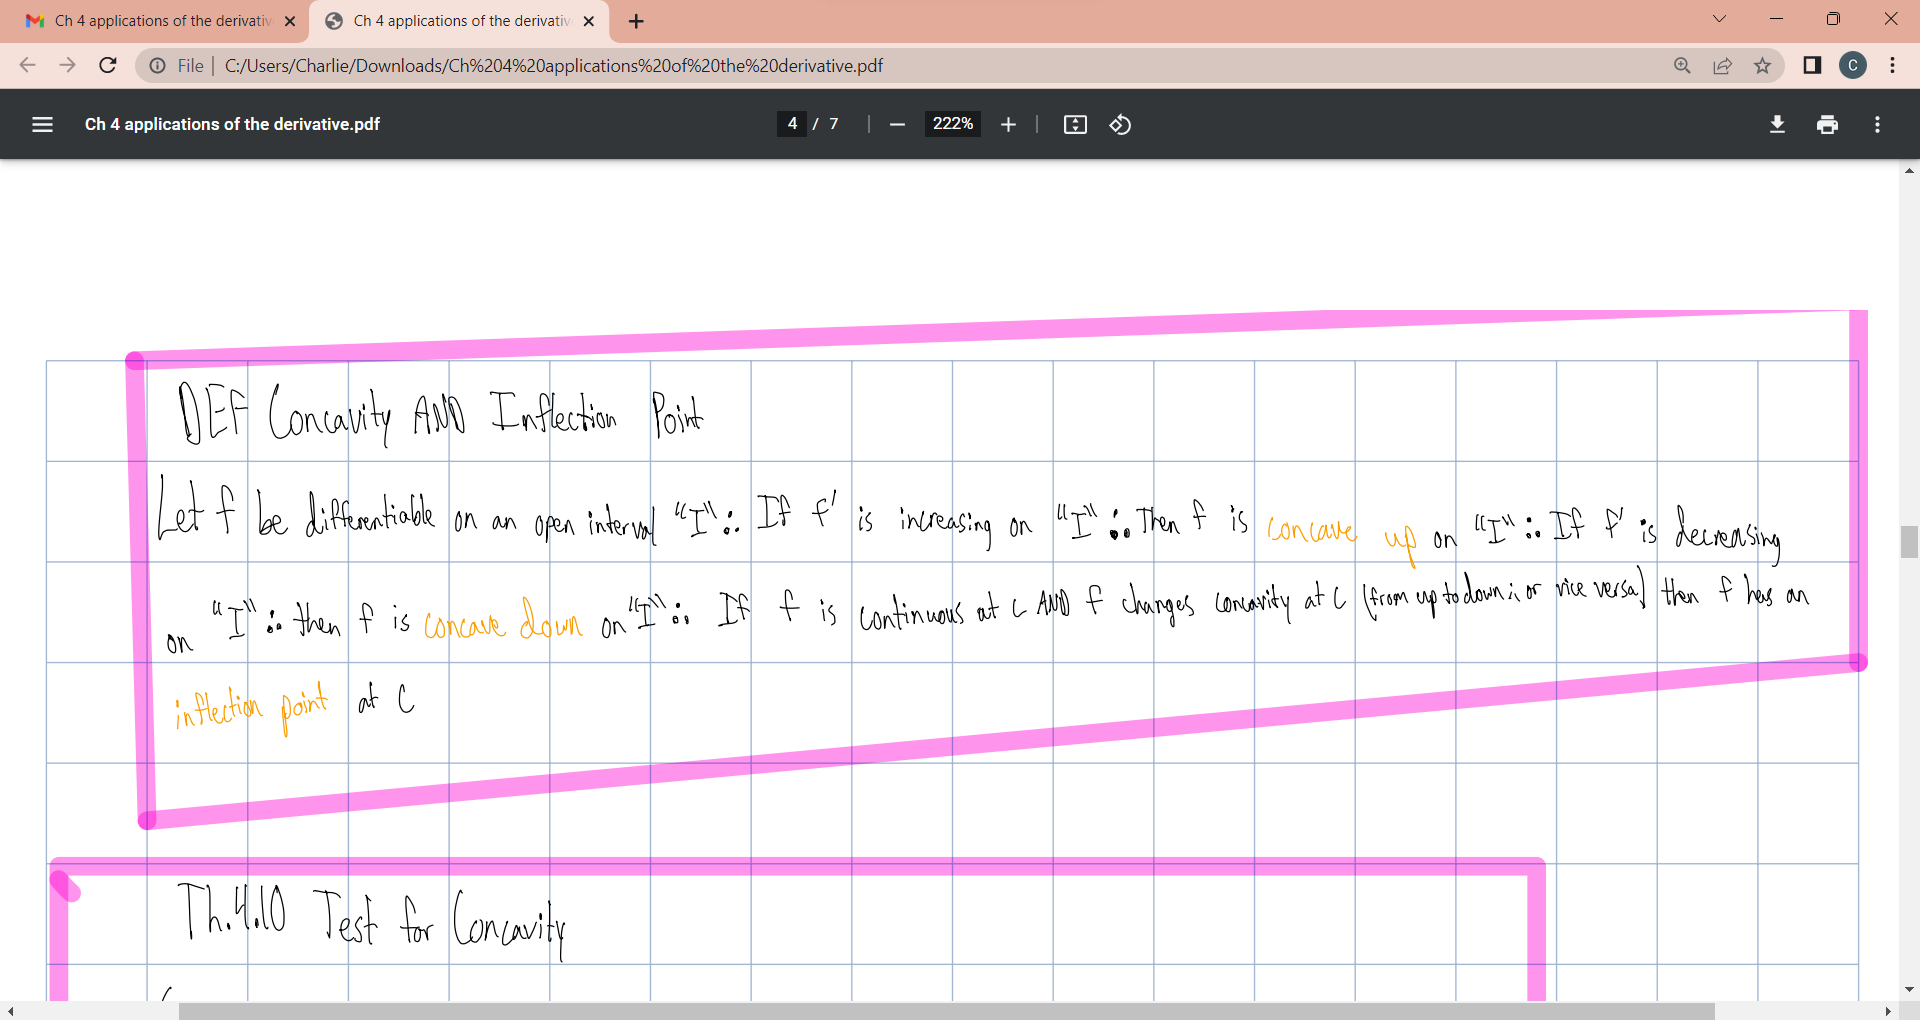 Ch 4 applications of the derivativ
Ch 4 applications of the derivativ
File | C:/Users/Charlie/Downloads/Ch%204%20applications%20of%20the%20derivative.pdf
C
Ch 4 applications of the derivative.pdf
4 / 7
222%
DEF Concavity AND Inflection Point
Let f be differentiable on an open interval "I" ∴ If f' is increasing on "I" ∴ Then f is concave up on "I" ∴ If f' is decreasing
on "I" ∴ then f is concave down on "I" ∴ If f is continuous at c AND f changes concavity at c (from up to down ∴ or vice versa) then f has an
inflection point at C
Th.4.10 Test for Concavity